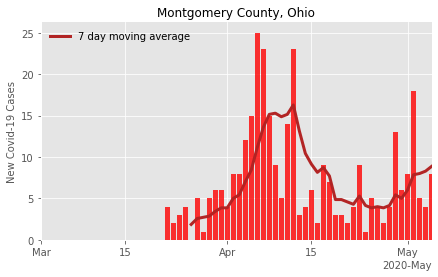 Montgomery County, Ohio
7 day moving average
New Covid-19 Cases
25
20
15
10
5
0
Mar
15
Apr
15
May
2020-May